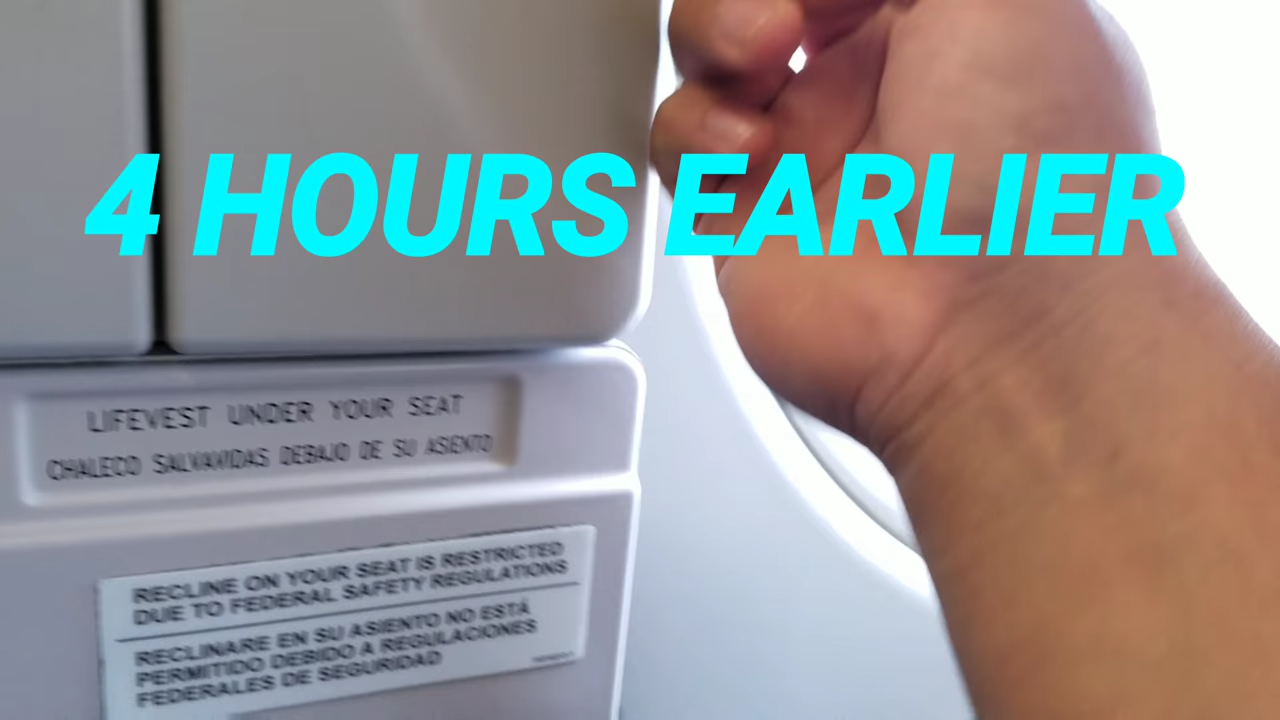 4 HOURS EARLIER
LIFEVEST UNDER YOUR SEAT
CHALECO SALVAVIDAS DEBAJO DE SU ASIENTO
RECLINE ON YOUR SEAT IS RESTRICTED
DUE TO FEDERAL SAFETY REGULATIONS
RECLINARE EN SU ASIENTO NO ESTÁ
PERMITIDO DEBIDO A REGULACIONES
FEDERALES DE SEGURIDAD